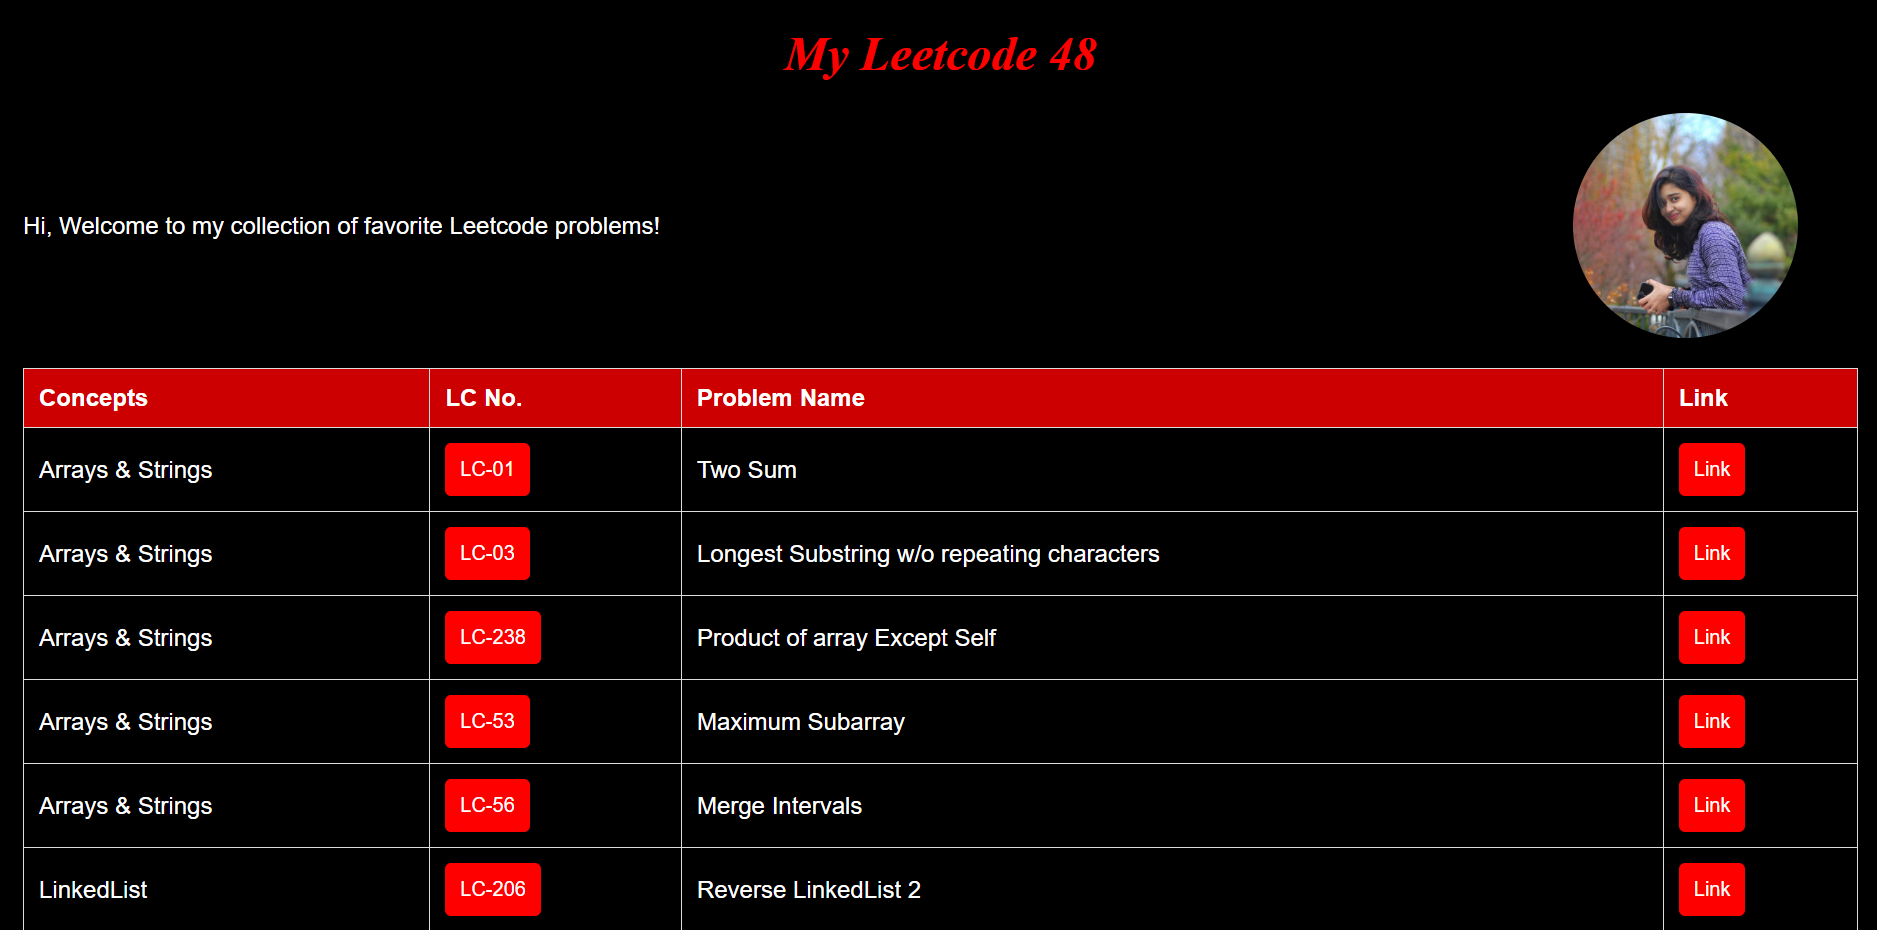 My Leetcode 48
Hi, Welcome to my collection of favorite Leetcode problems!
Concepts LC No. Problem Name Link
Arrays & Strings LC-01 Two Sum Link
Arrays & Strings LC-03 Longest Substring w/o repeating characters Link
Arrays & Strings LC-238 Product of array Except Self Link
Arrays & Strings LC-53 Maximum Subarray Link
Arrays & Strings LC-56 Merge Intervals Link
LinkedList LC-206 Reverse LinkedList 2 Link